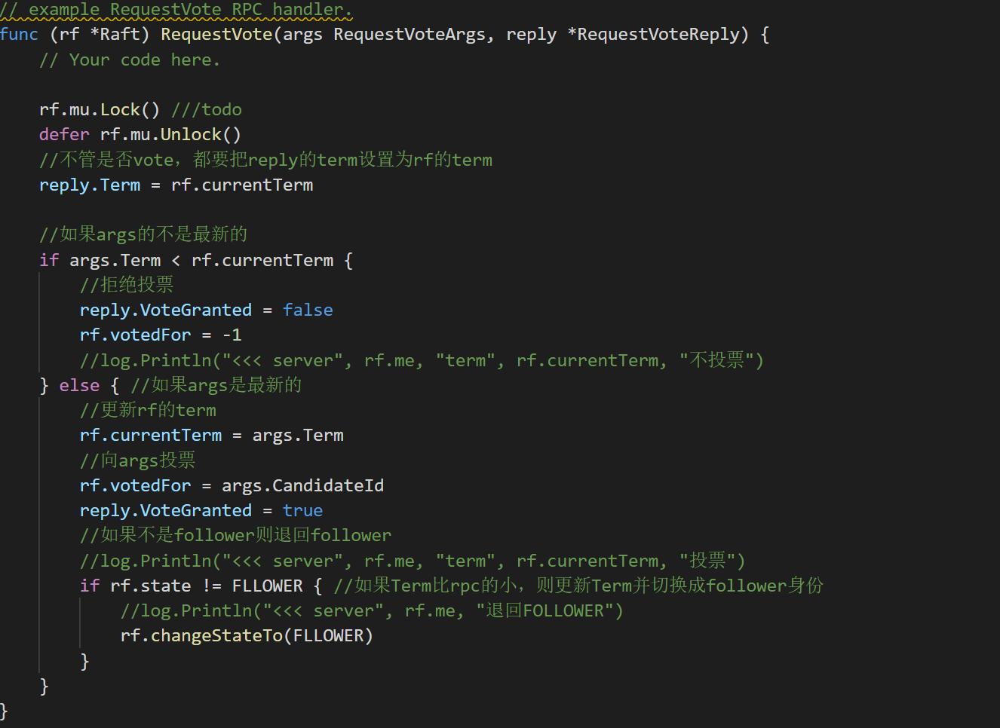 // example RequestVote RPC handler.
func (rf *Raft) RequestVote(args RequestVoteArgs, reply *RequestVoteReply) {
// Your code here.
rf.mu.Lock() ///todo
defer rf.mu.Unlock()
//不管是否vote，都要把reply的term设置为rf的term
reply.Term = rf.currentTerm
//如果args的不是最新的
if args.Term < rf.currentTerm {
//拒绝投票
reply.VoteGranted = false
rf.votedFor = -1
//log.Println("<<< server", rf.me, "term", rf.currentTerm, "不投票")
} else { //如果args是最新的
//更新rf的term
rf.currentTerm = args.Term
//向args投票
rf.votedFor = args.CandidateId
reply.VoteGranted = true
//如果不是follower则退回follower
//log.Println("<<< server", rf.me, "term", rf.currentTerm, "投票")
if rf.state != FLLOWER { //如果Term比rpc的小，则更新Term并切换成follower身份
//log.Println("<<< server", rf.me, "退回FOLLOWER")
rf.changeStateTo(FLLOWER)
}
}
}